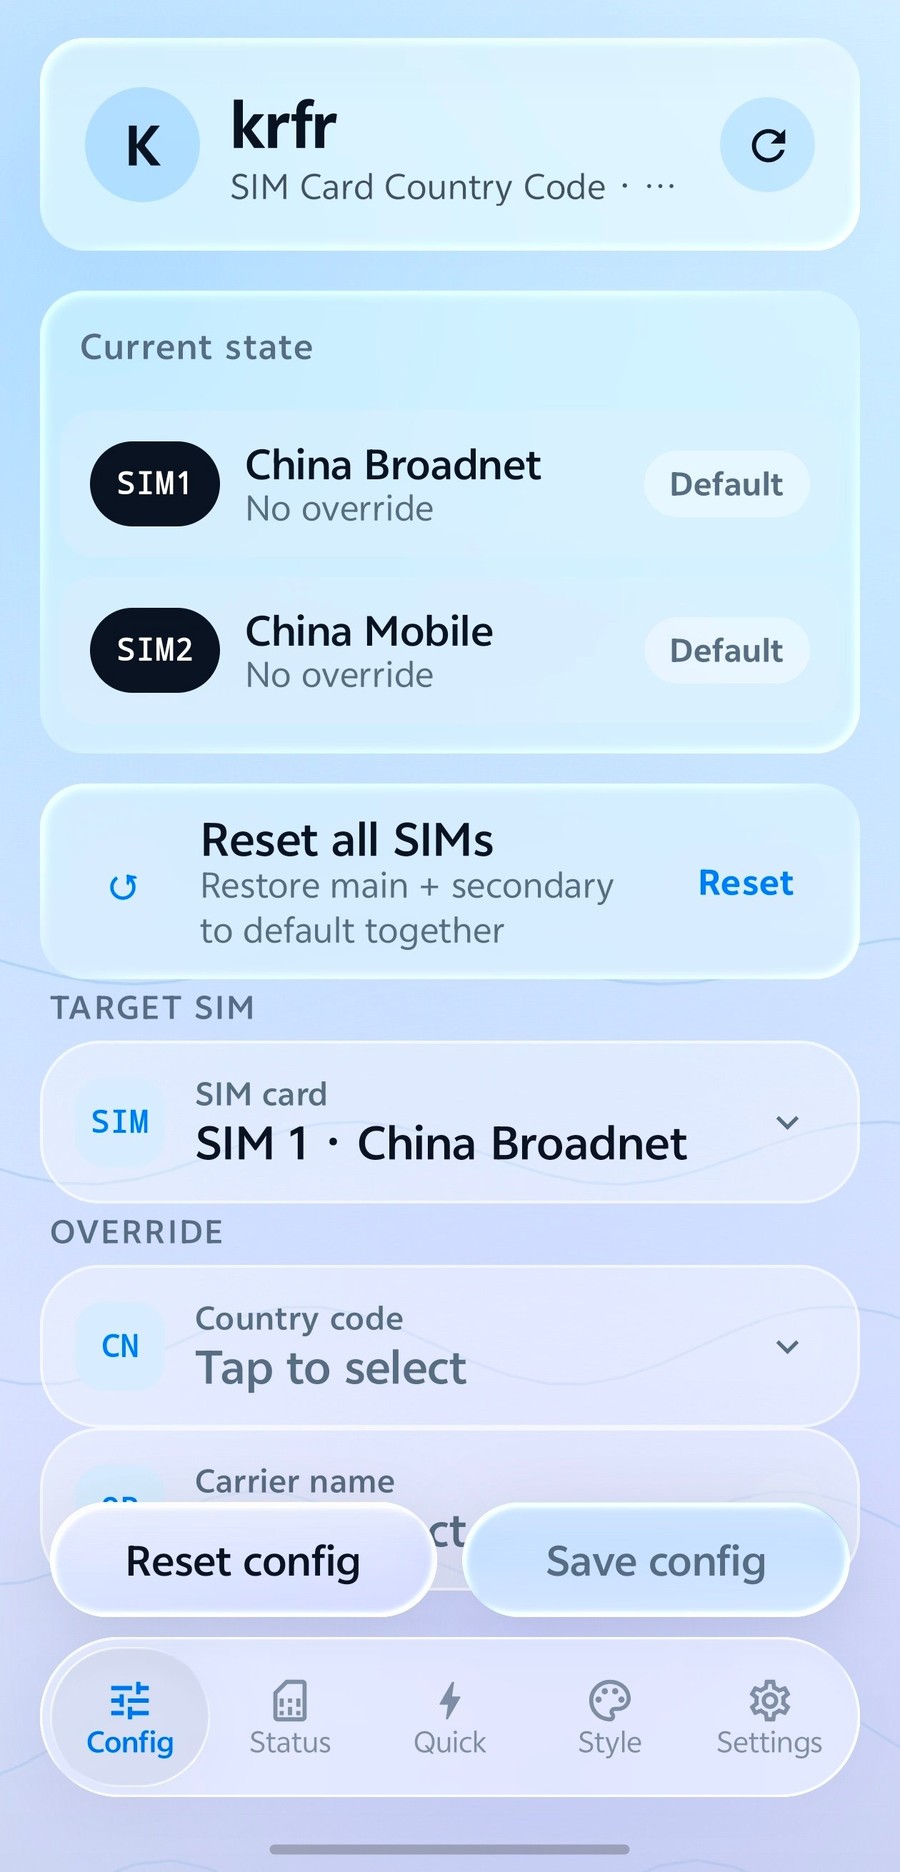 K
krfr
SIM Card Country Code · ···
Current state
SIM1
China Broadnet
No override
Default
SIM2
China Mobile
No override
Default
Reset all SIMs
Restore main + secondary
to default together
Reset
TARGET SIM
SIM
SIM card
SIM 1 · China Broadnet
OVERRIDE
CN
Country code
Tap to select
Carrier name
ct
Reset config
Save config
Config
Status
Quick
Style
Settings